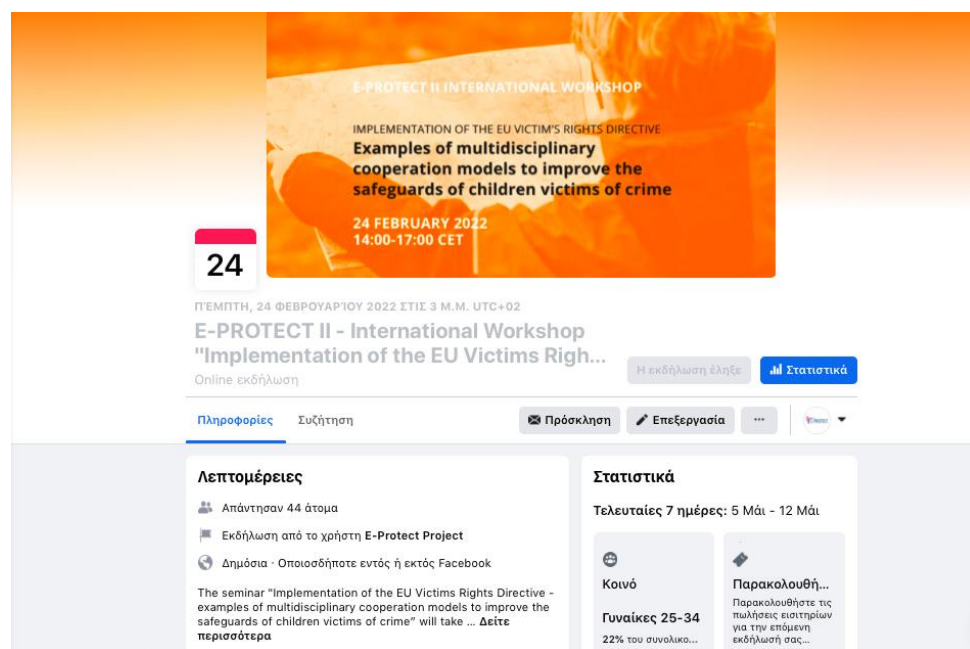 E-PROTECT II INTERNATIONAL WORKSHOP
IMPLEMENTATION OF THE EU VICTIM'S RIGHTS DIRECTIVE
Examples of multidisciplinary
cooperation models to improve the
safeguards of children victims of crime
24 FEBRUARY 2022
14:00-17:00 CET
24
ΠΈΜΠΤΗ, 24 ΦΕΒΡΟΥΑΡΊΟΥ 2022 ΣΤΙΣ 3 Μ.Μ. UTC+02
E-PROTECT II - International Workshop
"Implementation of the EU Victims Righ...
Online εκδήλωση
Η εκδήλωση έληξε
Στατιστικά
Πληροφορίες
Συζήτηση
Πρόσκληση
Επεξεργασία
...
Λεπτομέρειες
Απάντησαν 44 άτομα
Εκδήλωση από το χρήστη E-Protect Project
Δημόσια · Οποιοσδήποτε εντός ή εκτός Facebook
The seminar "Implementation of the EU Victims Rights Directive -
examples of multidisciplinary cooperation models to improve the
safeguards of children victims of crime" will take ... Δείτε
περισσότερα
Στατιστικά
Τελευταίες 7 ημέρες: 5 Μάι - 12 Μάι
Κοινό
Γυναίκες 25-34
22% του συνολικο...
Παρακολουθή...
Παρακολουθήστε τις
πωλήσεις εισιτηρίων
για την επόμενη
εκδήλωσή σας...